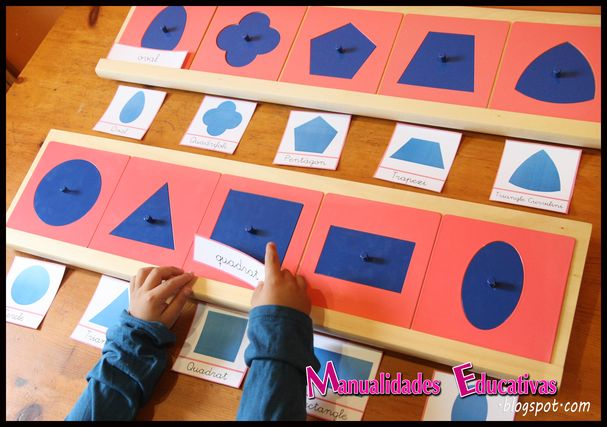 oval
Oval
Quadrifoli
Pentagon
Trapezi
Triangle Curvilini
quadrat
Quadrat
Manualidades Educativas
.blogspot.com